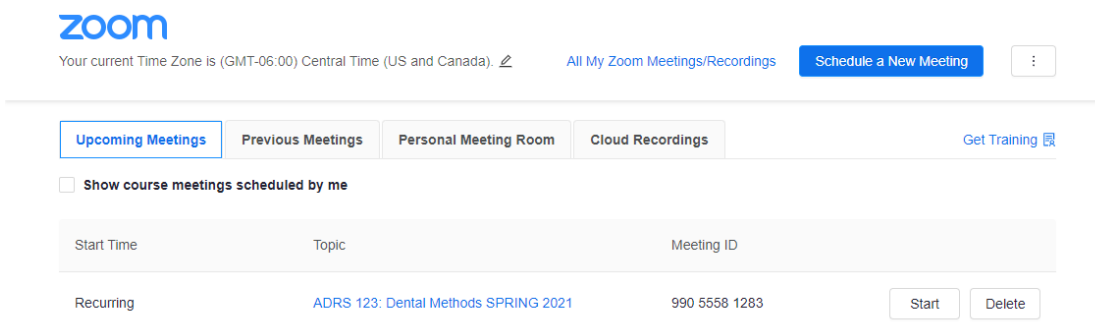 zoom
Your current Time Zone is (GMT-06:00) Central Time (US and Canada).
All My Zoom Meetings/Recordings
Schedule a New Meeting
Upcoming Meetings
Previous Meetings
Personal Meeting Room
Cloud Recordings
Get Training
Show course meetings scheduled by me
Start Time
Topic
Meeting ID
Recurring
ADRS 123: Dental Methods SPRING 2021
990 5558 1283
Start
Delete